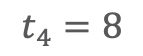 t₄ = 8